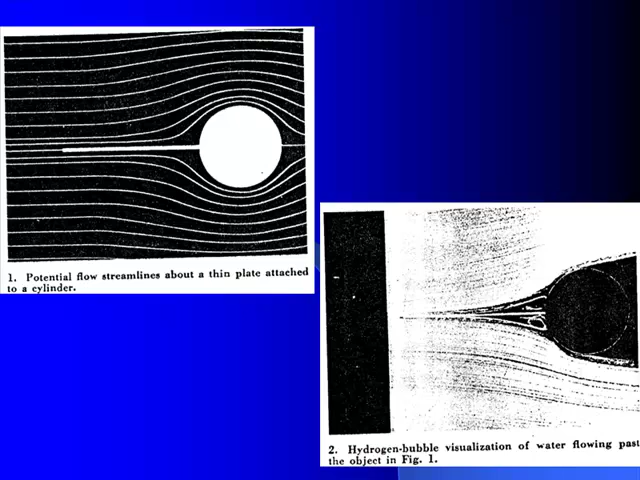 1. Potential flow streamlines about a thin plate attached
to a cylinder.
2. Hydrogen-bubble visualization of water flowing past
the object in Fig. 1.